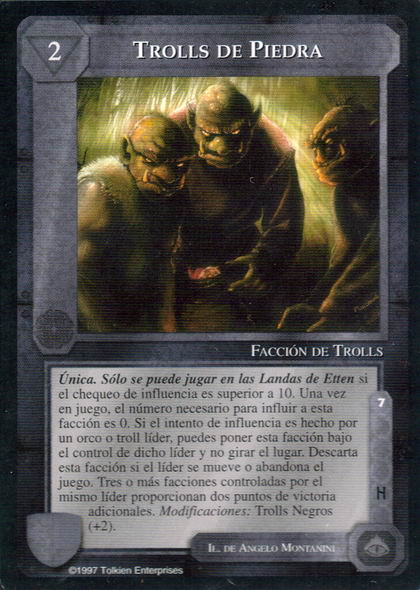 2
TROLLS DE PIEDRA
FACCIÓN DE TROLLS
Única. Sólo se puede jugar en las Landas de Etten si
el chequeo de influencia es superior a 10. Una vez
en juego, el número necesario para influir a esta
facción es 0. Si el intento de influencia es hecho por
un orco o troll líder, puedes poner esta facción bajo
el control de dicho líder y no girar el lugar. Descarta
esta facción si el líder se mueve o abandona el
juego. Tres o más facciones controladas por el
mismo líder proporcionan dos puntos de victoria
adicionales. Modificaciones: Trolls Negros
(+2).
7
H
IL. DE ANGELO MONTANINI
©1997 Tolkien Enterprises